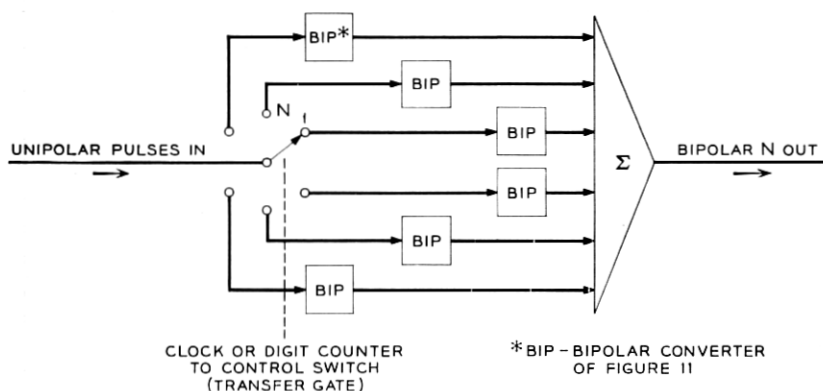 BIP*
BIP
N
1
BIP
UNIPOLAR PULSES IN
Σ
BIPOLAR N OUT
BIP
BIP
BIP
CLOCK OR DIGIT COUNTER
TO CONTROL SWITCH
(TRANSFER GATE)
*BIP-BIPOLAR CONVERTER
OF FIGURE 11